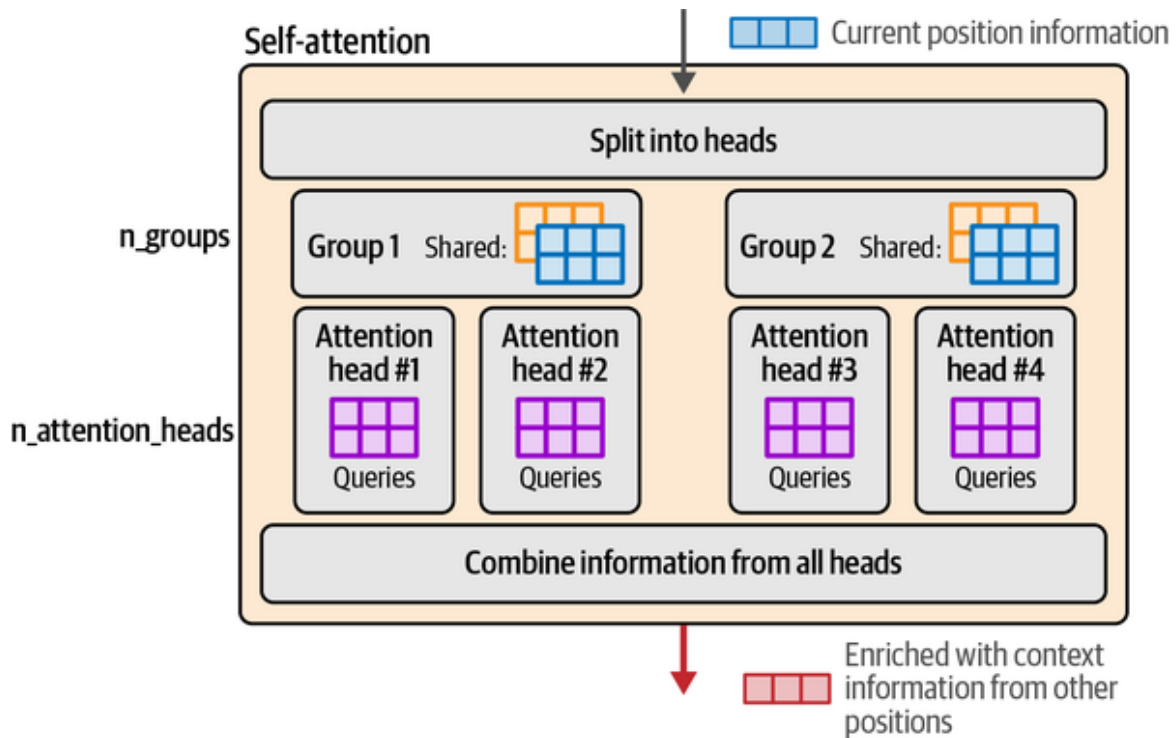 Self-attention
Current position information
Split into heads
n_groups
Group 1 Shared:
Group 2 Shared:
n_attention_heads
Attention
head #1
Queries
Attention
head #2
Queries
Attention
head #3
Queries
Attention
head #4
Queries
Combine information from all heads
Enriched with context
information from other
positions